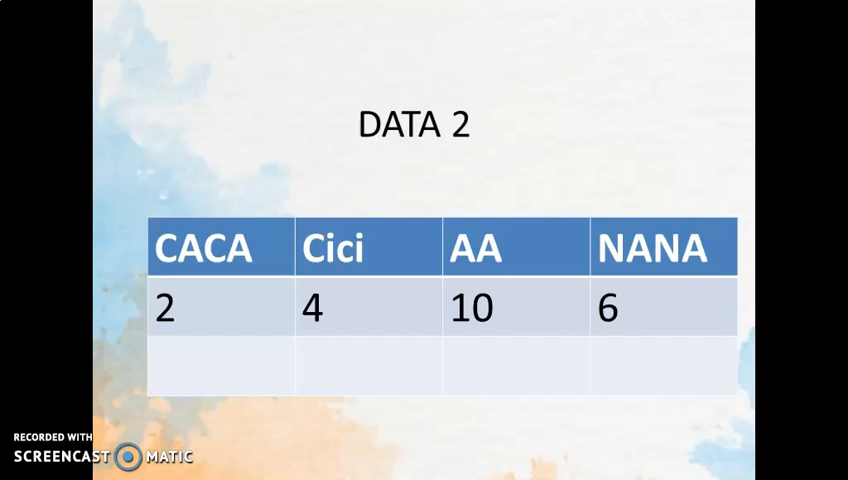 DATA 2
CACA Cici AA NANA
2 4 10 6
RECORDED WITH
SCREENCAST MATIC